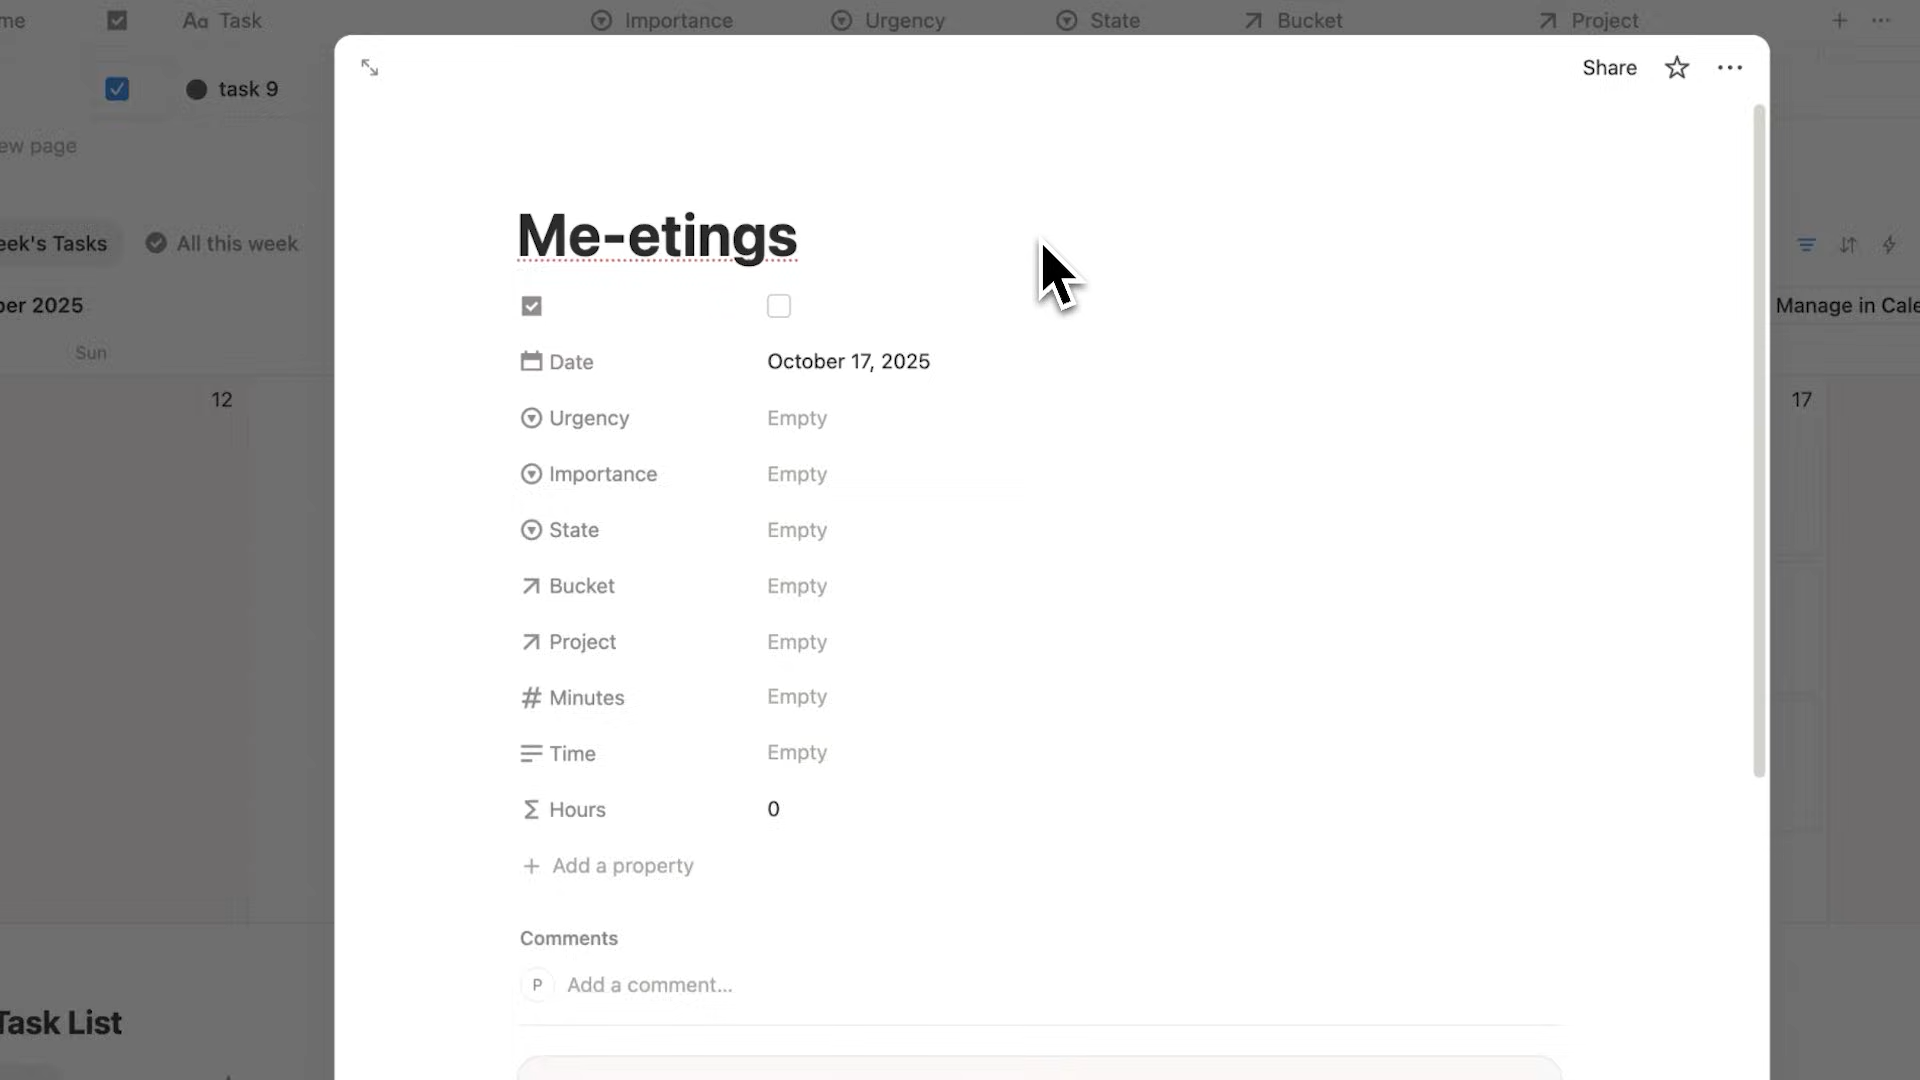 me Aa Task Importance Urgency State Bucket Project
Share
task 9
ew page
Me-etings
eek's Tasks All this week
per 2025
Manage in Cale
Sun
Date October 17, 2025
12
17
Urgency Empty
Importance Empty
State Empty
Bucket Empty
Project Empty
# Minutes Empty
Time Empty
Σ Hours 0
+ Add a property
Comments
P Add a comment...
Task List